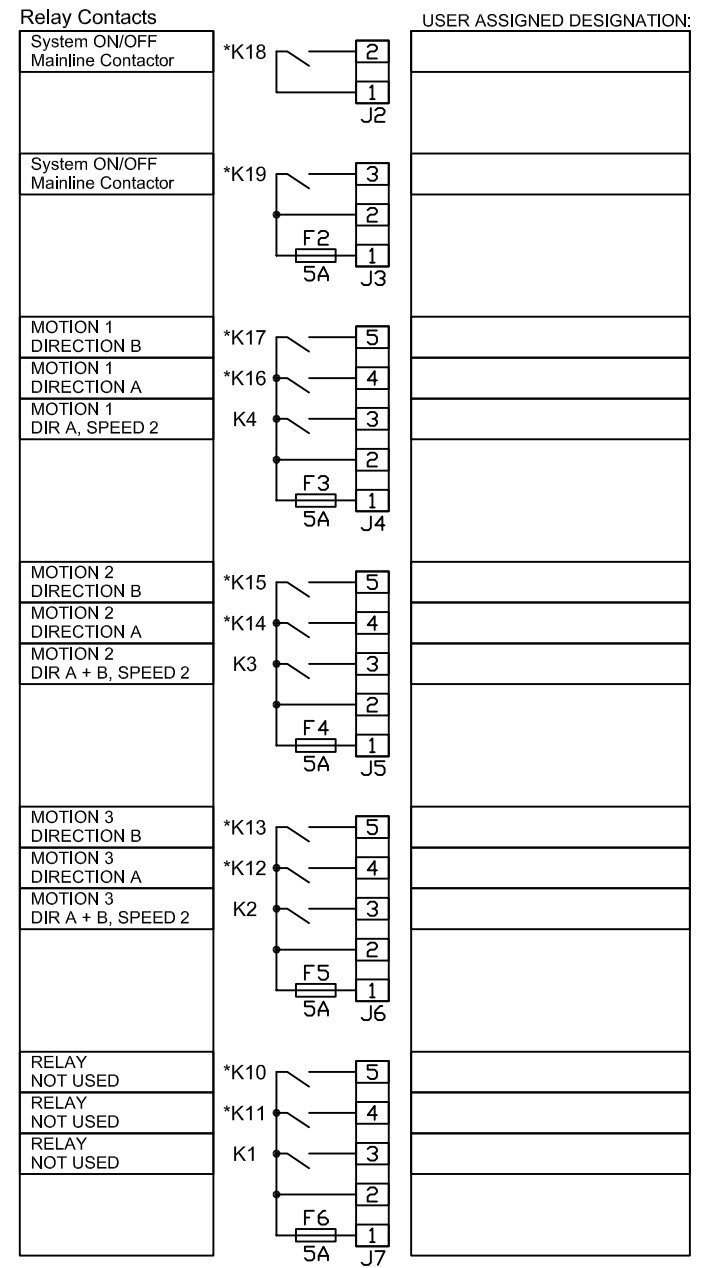 Relay Contacts
USER ASSIGNED DESIGNATION:
System ON/OFF
Mainline Contactor
*K18
2
1
J2
System ON/OFF
Mainline Contactor
*K19
3
2
F2
1
5A
J3
MOTION 1
DIRECTION B
*K17
5
MOTION 1
DIRECTION A
*K16
4
MOTION 1
DIR A, SPEED 2
K4
3
2
F3
1
5A
J4
MOTION 2
DIRECTION B
*K15
5
MOTION 2
DIRECTION A
*K14
4
MOTION 2
DIR A + B, SPEED 2
K3
3
2
F4
1
5A
J5
MOTION 3
DIRECTION B
*K13
5
MOTION 3
DIRECTION A
*K12
4
MOTION 3
DIR A + B, SPEED 2
K2
3
2
F5
1
5A
J6
RELAY
NOT USED
*K10
5
RELAY
NOT USED
*K11
4
RELAY
NOT USED
K1
3
2
F6
1
5A
J7